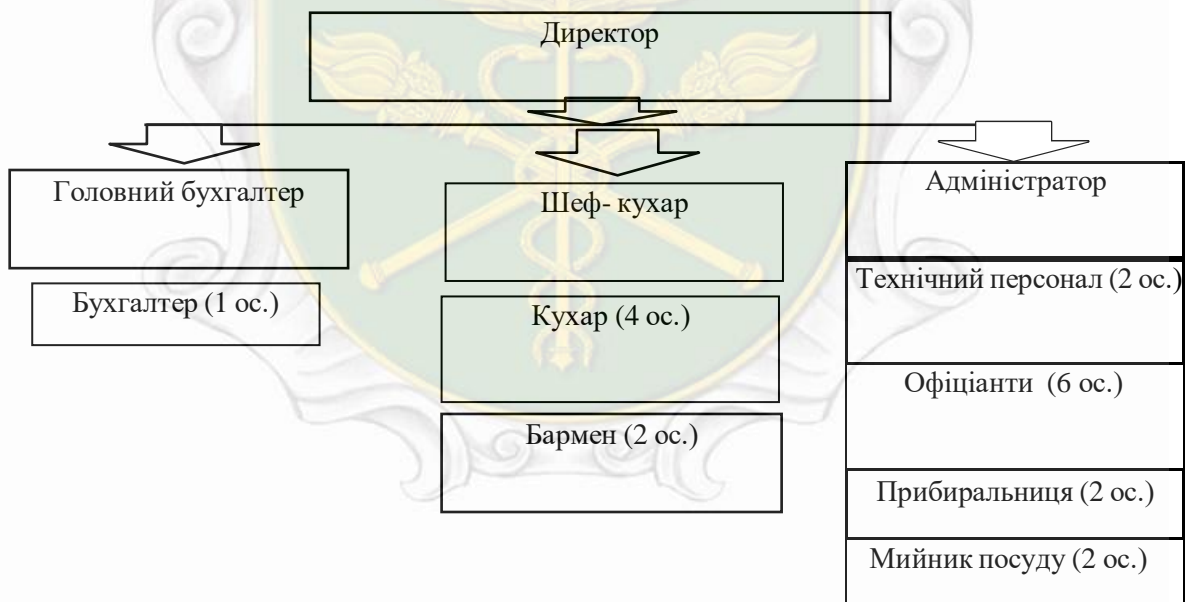 Директор
Головний бухгалтер
Бухгалтер (1 ос.)
Шеф- кухар
Кухар (4 ос.)
Бармен (2 ос.)
Адміністратор
Технічний персонал (2 ос.)
Офіціанти (6 ос.)
Прибиральниця (2 ос.)
Мийник посуду (2 ос.)